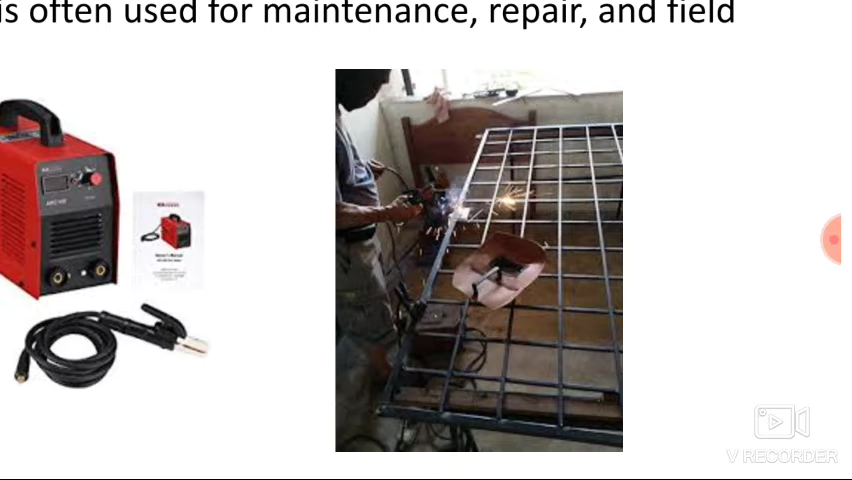 is often used for maintenance, repair, and field
V RECORDER